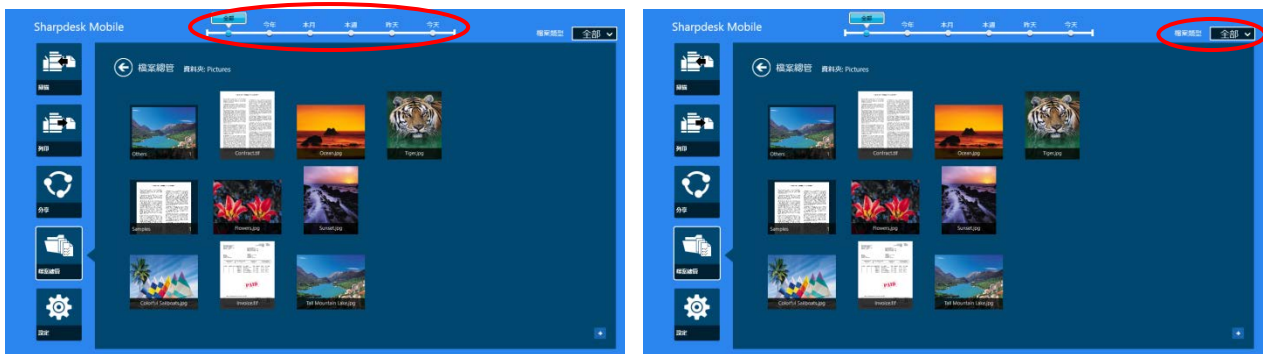 Sharpdesk Mobile
全部 今年 本月 本週 昨天 今天
檔案類型 全部
掃描
列印
分享
檔案總管
設定
檔案總管 資料夾: Pictures
Others 1
Contract.tif
Ocean.jpg
Tiger.jpg
Samples 1
Flowers.jpg
Sunset.jpg
Colorful Sailboats.jpg
Invoice.tif
Tall Mountain Lake.jpg
PAID
Sharpdesk Mobile
全部 今年 本月 本週 昨天 今天
檔案類型 全部
掃描
列印
分享
檔案總管
設定
檔案總管 資料夾: Pictures
Others 1
Contract.tif
Ocean.jpg
Tiger.jpg
Samples 1
Flowers.jpg
Sunset.jpg
Colorful Sailboats.jpg
Invoice.tif
Tall Mountain Lake.jpg
PAID